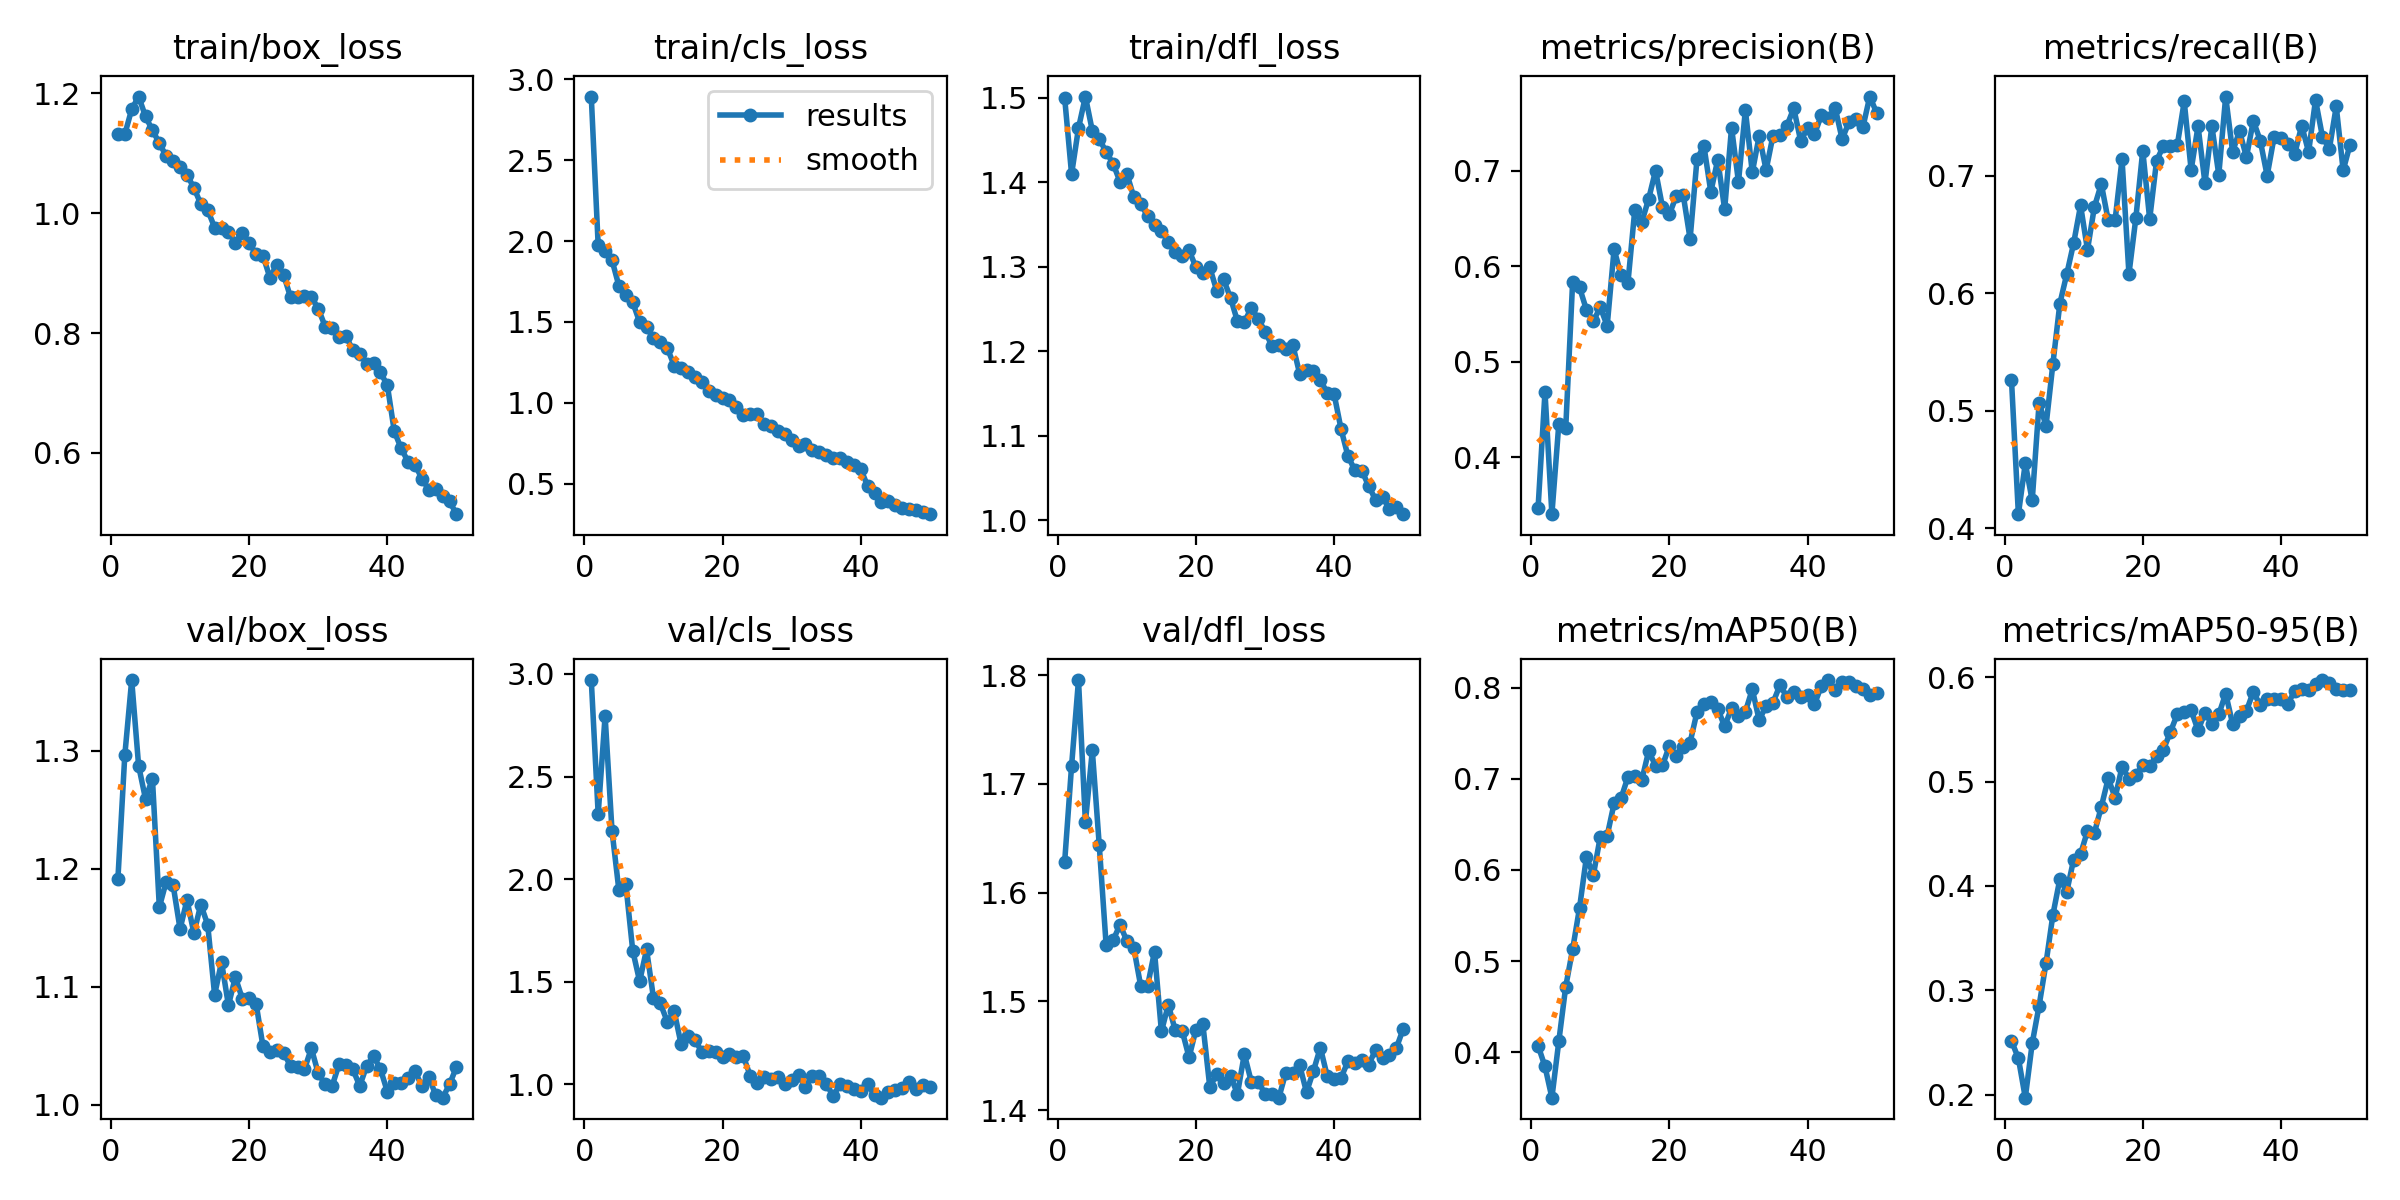 train/box_loss
train/cls_loss
train/dfl_loss
metrics/precision(B)
metrics/recall(B)
1.2
1.0
0.8
0.6
0 20 40
3.0
2.5
2.0
1.5
1.0
0.5
0 20 40
results
smooth
1.5
1.4
1.3
1.2
1.1
1.0
0 20 40
0.7
0.6
0.5
0.4
0 20 40
0.7
0.6
0.5
0.4
0 20 40
val/box_loss
val/cls_loss
val/dfl_loss
metrics/mAP50(B)
metrics/mAP50-95(B)
1.3
1.2
1.1
1.0
0 20 40
3.0
2.5
2.0
1.5
1.0
0 20 40
1.8
1.7
1.6
1.5
1.4
0 20 40
0.8
0.7
0.6
0.5
0.4
0 20 40
0.6
0.5
0.4
0.3
0.2
0 20 40